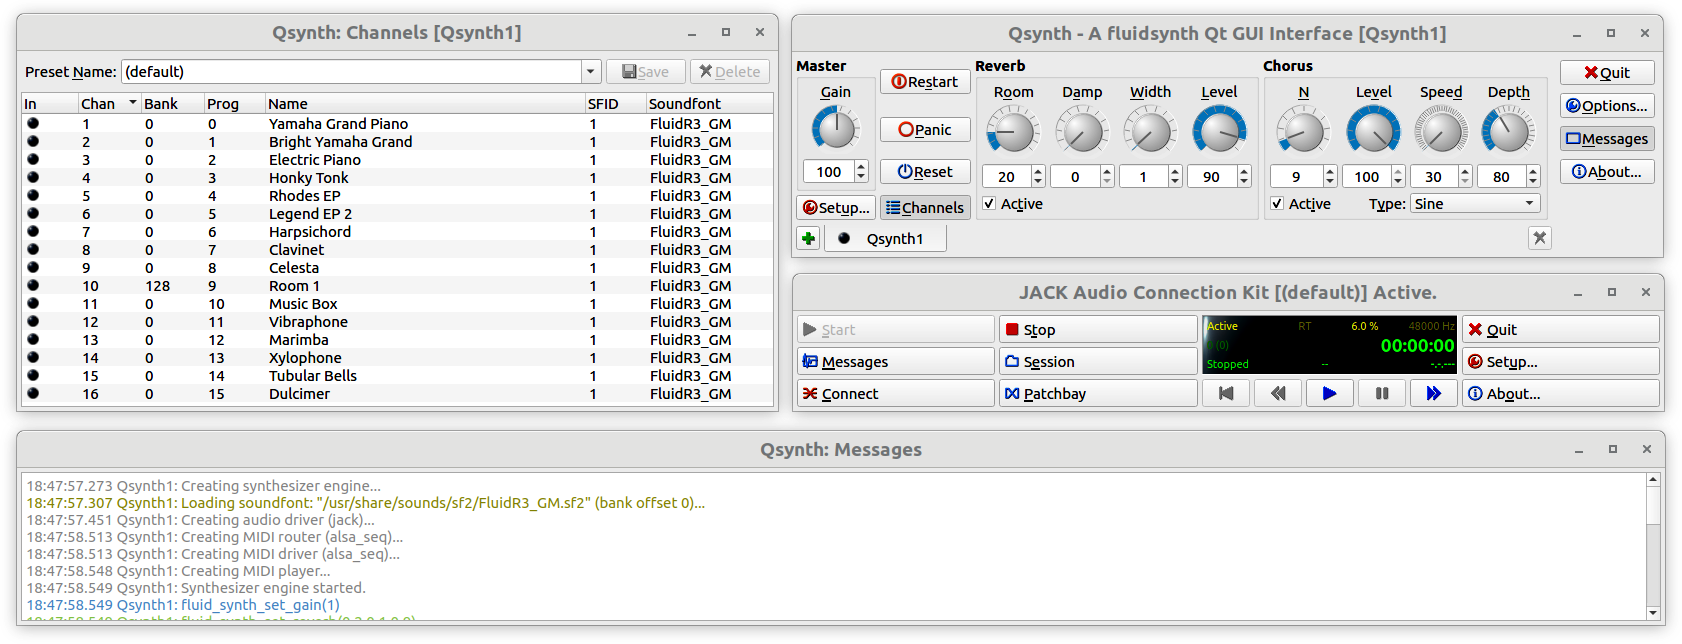 Qsynth: Channels [Qsynth1]
Preset Name: (default) Save Delete
In Chan Bank Prog Name SFID Soundfont
1 0 0 Yamaha Grand Piano 1 FluidR3_GM
2 0 1 Bright Yamaha Grand 1 FluidR3_GM
3 0 2 Electric Piano 1 FluidR3_GM
4 0 3 Honky Tonk 1 FluidR3_GM
5 0 4 Rhodes EP 1 FluidR3_GM
6 0 5 Legend EP 2 1 FluidR3_GM
7 0 6 Harpsichord 1 FluidR3_GM
8 0 7 Clavinet 1 FluidR3_GM
9 0 8 Celesta 1 FluidR3_GM
10 128 9 Room 1 1 FluidR3_GM
11 0 10 Music Box 1 FluidR3_GM
12 0 11 Vibraphone 1 FluidR3_GM
13 0 12 Marimba 1 FluidR3_GM
14 0 13 Xylophone 1 FluidR3_GM
15 0 14 Tubular Bells 1 FluidR3_GM
16 0 15 Dulcimer 1 FluidR3_GM
Qsynth - A fluidsynth Qt GUI Interface [Qsynth1]
Master Reverb Chorus
Gain Restart Room Damp Width Level N Level Speed Depth Quit
Options...
Panic Messages
100 Reset 20 0 1 90 9 100 30 80 About...
Setup... Channels Active Active Type: Sine
Qsynth1
JACK Audio Connection Kit [(default)] Active.
Start Stop Active RT 6.0 % 48000 Hz Quit
0 (0) 00:00:00
Messages Session Stopped -- -.-.--- Setup...
Connect Patchbay About...
Qsynth: Messages
18:47:57.273 Qsynth1: Creating synthesizer engine...
18:47:57.307 Qsynth1: Loading soundfont: "/usr/share/sounds/sf2/FluidR3_GM.sf2" (bank offset 0)...
18:47:57.451 Qsynth1: Creating audio driver (jack)...
18:47:58.513 Qsynth1: Creating MIDI router (alsa_seq)...
18:47:58.513 Qsynth1: Creating MIDI driver (alsa_seq)...
18:47:58.548 Qsynth1: Creating MIDI player...
18:47:58.549 Qsynth1: Synthesizer engine started.
18:47:58.549 Qsynth1: fluid_synth_set_gain(1)